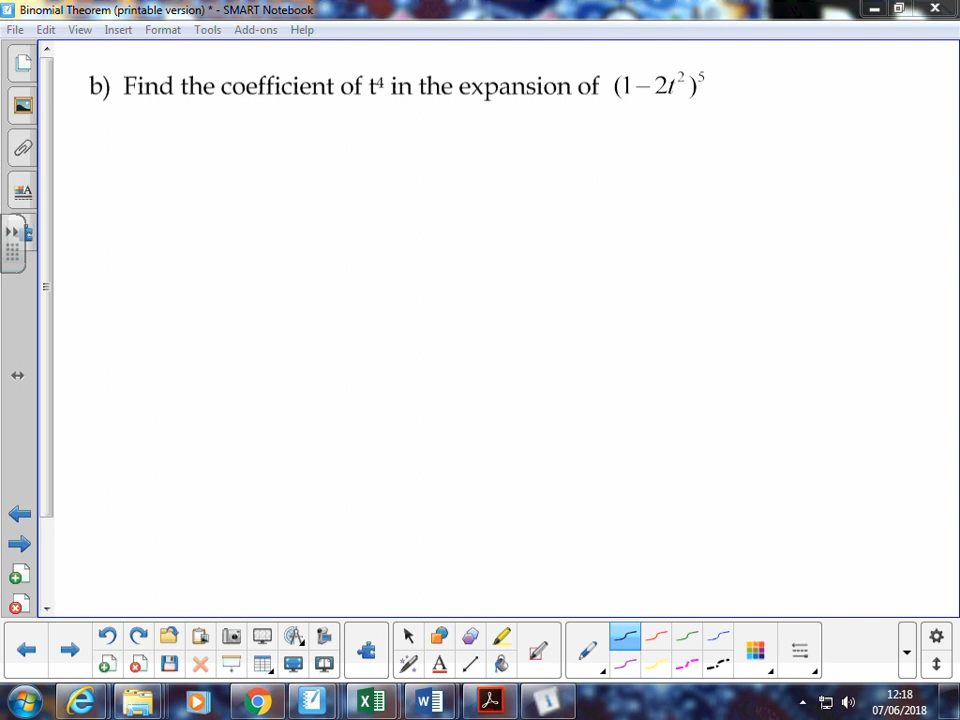 Binomial Theorem (printable version) * - SMART Notebook
File Edit View Insert Format Tools Add-ons Help
b) Find the coefficient of t⁴ in the expansion of (1 – 2t²)⁵
12:18
07/06/2018